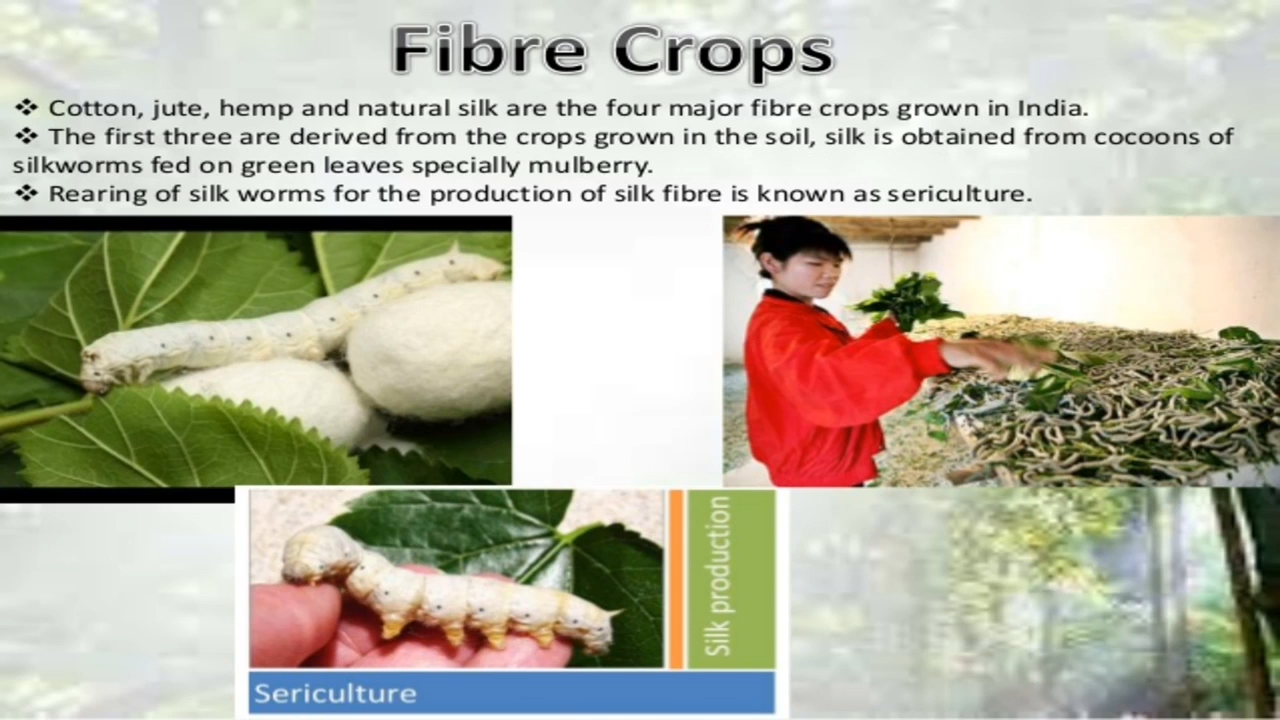 Fibre Crops
❖ Cotton, jute, hemp and natural silk are the four major fibre crops grown in India.
❖ The first three are derived from the crops grown in the soil, silk is obtained from cocoons of
silkworms fed on green leaves specially mulberry.
❖ Rearing of silk worms for the production of silk fibre is known as sericulture.
Silk production
Sericulture